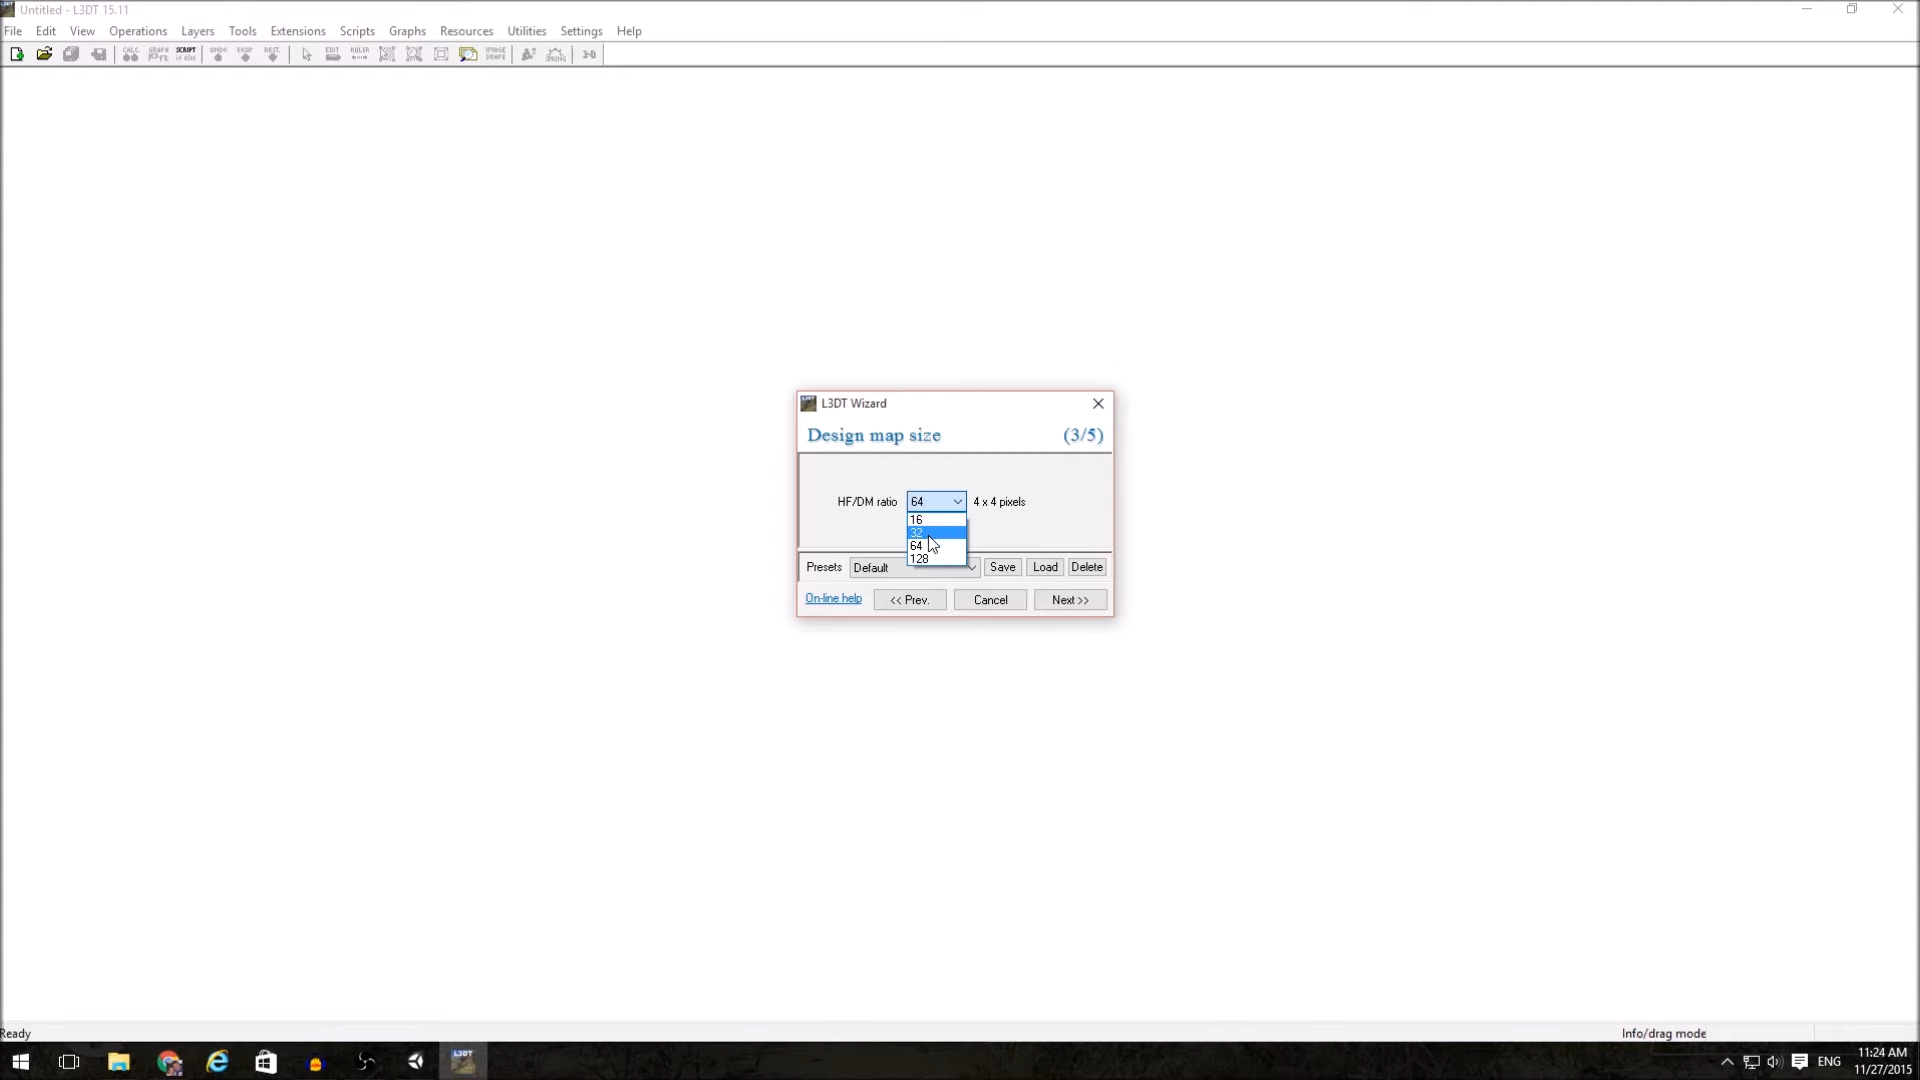 Untitled - L3DT 15.11
File Edit View Operations Layers Tools Extensions Scripts Graphs Resources Utilities Settings Help
L3DT Wizard
Design map size (3/5)
HF/DM ratio 64 4 x 4 pixels
16
32
64
128
Presets Default Save Load Delete
On-line help << Prev. Cancel Next >>
Ready Info/drag mode
L3DT
ENG 11:24 AM
11/27/2015